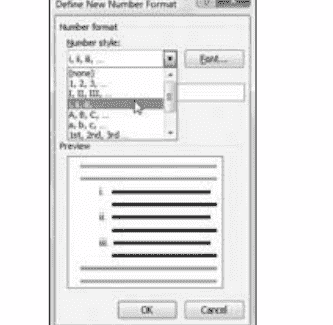 Define New Number Format
Number format
Number style:
i, ii, iii, ...
Font...
(none)
1, 2, 3, ...
I, II, III, ...
i, ii, iii, ...
A, B, C, ...
a, b, c, ...
1st, 2nd, 3rd ...
Preview
i.
ii.
iii.
OK
Cancel